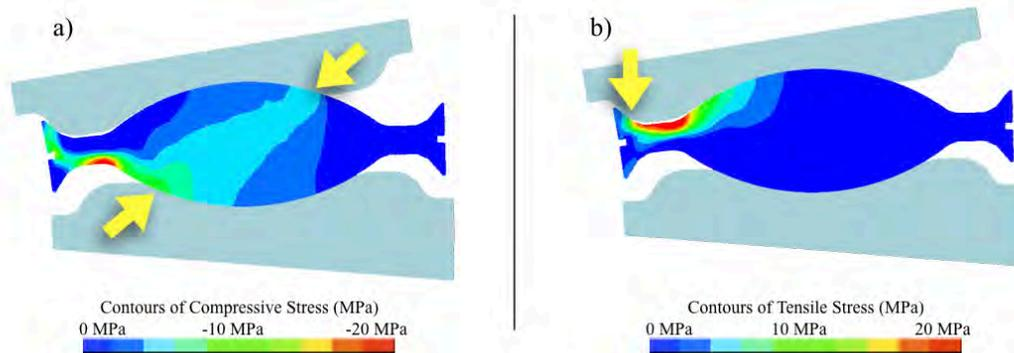 a)
b)
Contours of Compressive Stress (MPa)
0 MPa -10 MPa -20 MPa
Contours of Tensile Stress (MPa)
0 MPa 10 MPa 20 MPa